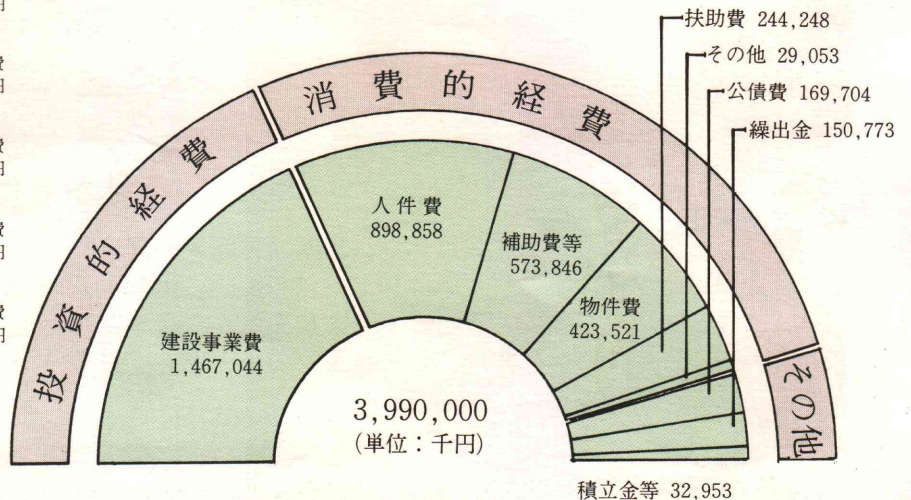 扶助費 244,248
その他 29,053
公債費 169,704
繰出金 150,773
消費的経費
投資的経費
その他
人件費
898,858
補助費等
573,846
物件費
423,521
建設事業費
1,467,044
3,990,000
(単位:千円)
積立金等 32,953